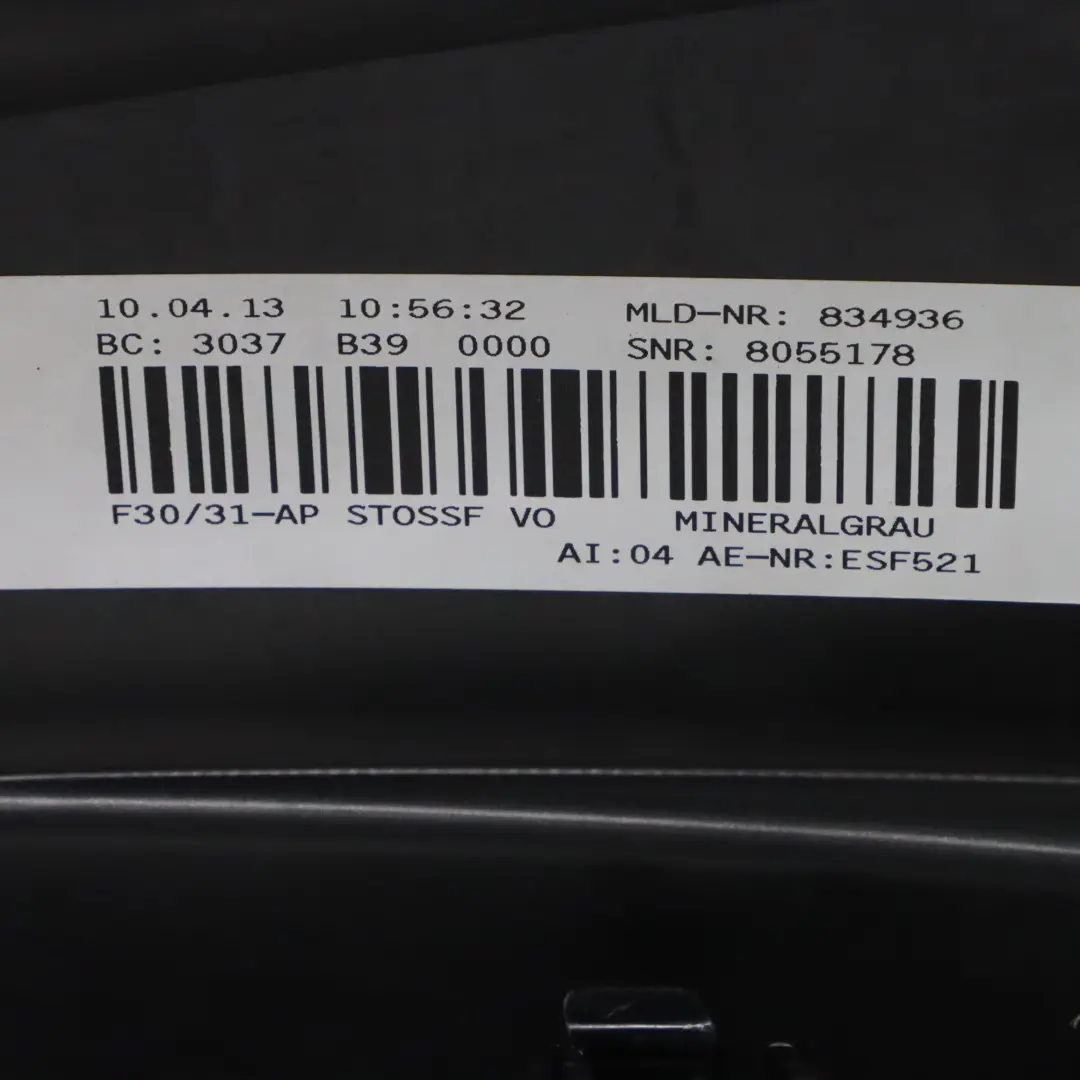 10.04.13 10:56:32 MLD-NR: 834936
BC: 3037 B39 0000 SNR: 8055178
F30/31-AP STOSSF VO MINERALGRAU
AI:04 AE-NR:ESF521